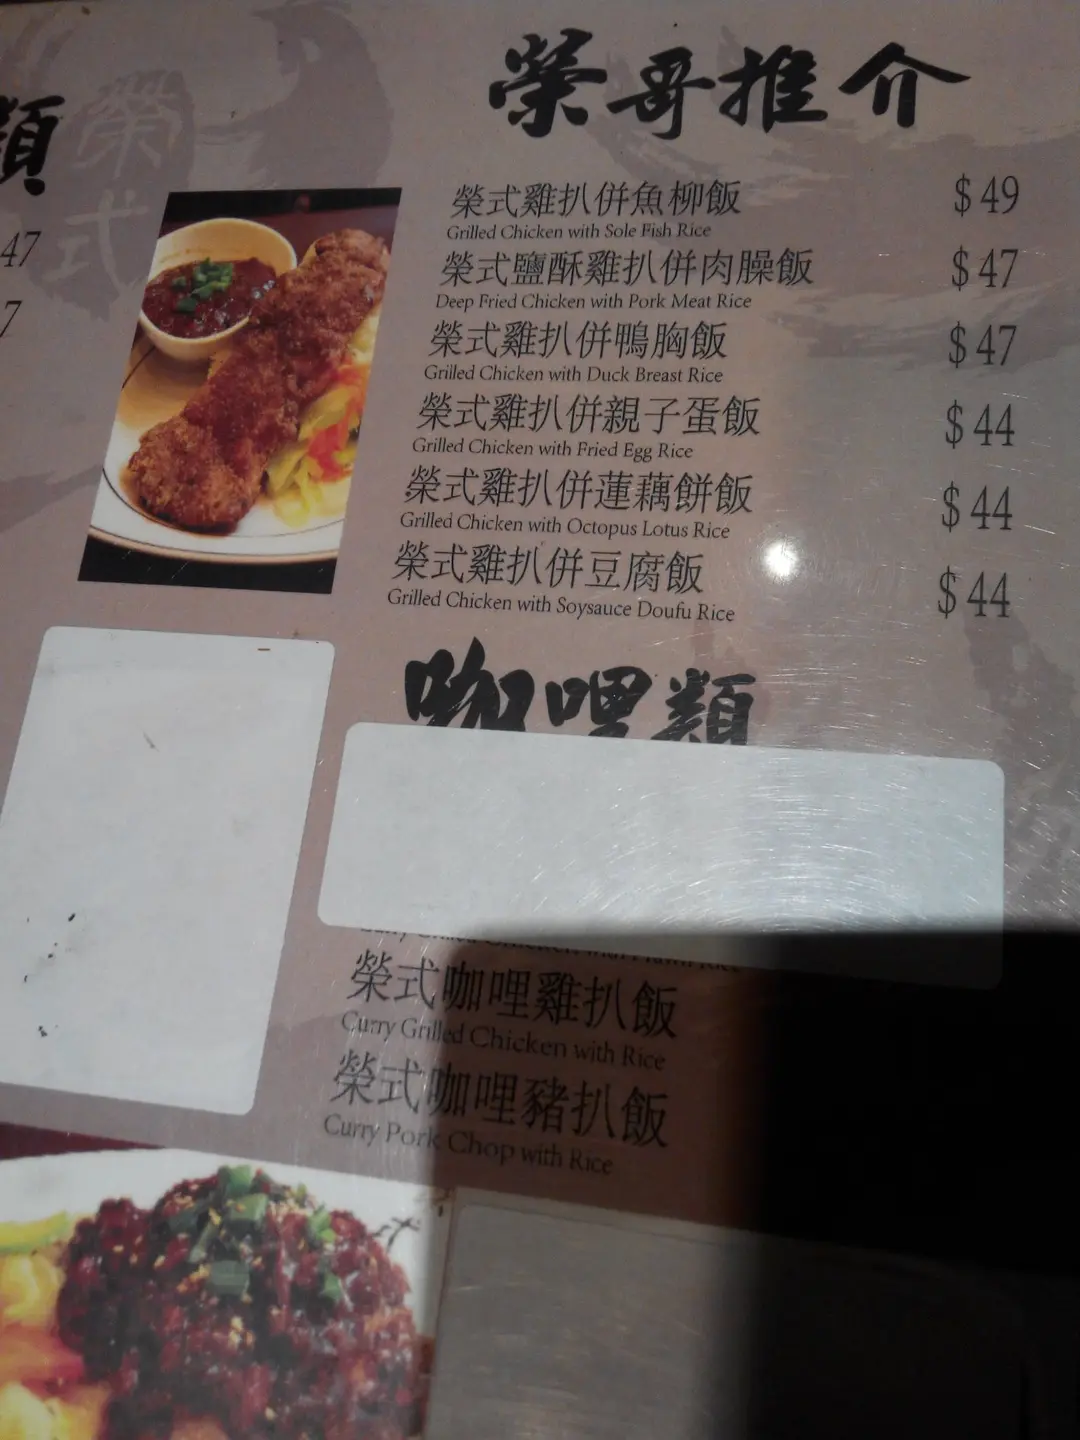 類
榮式
47
7
榮哥推介
榮式雞扒併魚柳飯 $49
Grilled Chicken with Sole Fish Rice
榮式鹽酥雞扒併肉臊飯 $47
Deep Fried Chicken with Pork Meat Rice
榮式雞扒併鴨胸飯 $47
Grilled Chicken with Duck Breast Rice
榮式雞扒併親子蛋飯 $44
Grilled Chicken with Fried Egg Rice
榮式雞扒併蓮藕餅飯 $44
Grilled Chicken with Octopus Lotus Rice
榮式雞扒併豆腐飯 $44
Grilled Chicken with Soysauce Doufu Rice
咖哩類
榮式咖哩雞扒飯
Curry Grilled Chicken with Rice
榮式咖哩豬扒飯
Curry Pork Chop with Rice